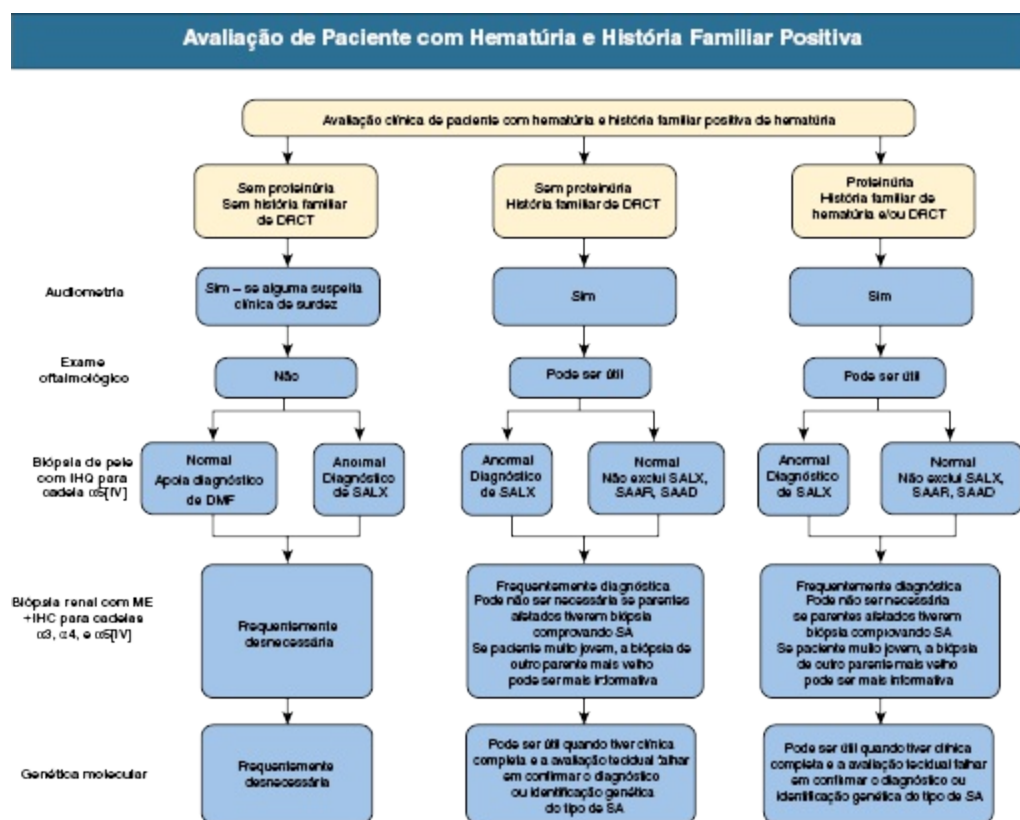 Avaliação de Paciente com Hematúria e História Familiar Positiva
Avaliação clínica de paciente com hematúria e história familiar positiva de hematúria
Sem proteinúria
Sem história familiar
de DRCT
Sem proteinúria
História familiar de DRCT
Proteinúria
História familiar de
hematúria e/ou DRCT
Audiometria
Sim – se alguma suspeita
clínica de surdez
Sim
Sim
Exame
oftalmológico
Não
Pode ser útil
Pode ser útil
Biópsia de pele
com IHQ para
cadeia α5[IV]
Normal
Apoia diagnóstico
de DMF
Anormal
Diagnóstico
de SALX
Anormal
Diagnóstico
de SALX
Normal
Não exclui SALX,
SAAR, SAAD
Anormal
Diagnóstico
de SALX
Normal
Não exclui SALX,
SAAR, SAAD
Biópsia renal com ME
+IHC para cadeias
α3, α4, e α5[IV]
Frequentemente
desnecessária
Frequentemente diagnóstica
Pode não ser necessária se parentes
afetados tiverem biópsia
comprovando SA
Se paciente muito jovem, a biópsia de
outro parente mais velho
pode ser mais informativa
Frequentemente diagnóstica
Pode não ser necessária
se parentes afetados tiverem
biópsia comprovando SA
Se paciente muito jovem, a biópsia
de outro parente mais velho
pode ser mais informativa
Genética molecular
Frequentemente
desnecessária
Pode ser útil quando tiver clínica
completa e a avaliação tecidual falhar
em confirmar o diagnóstico
ou identificação genética
do tipo de SA
Pode ser útil quando tiver clínica
completa e a avaliação tecidual falhar
em confirmar o diagnóstico ou
identificação genética do tipo de SA